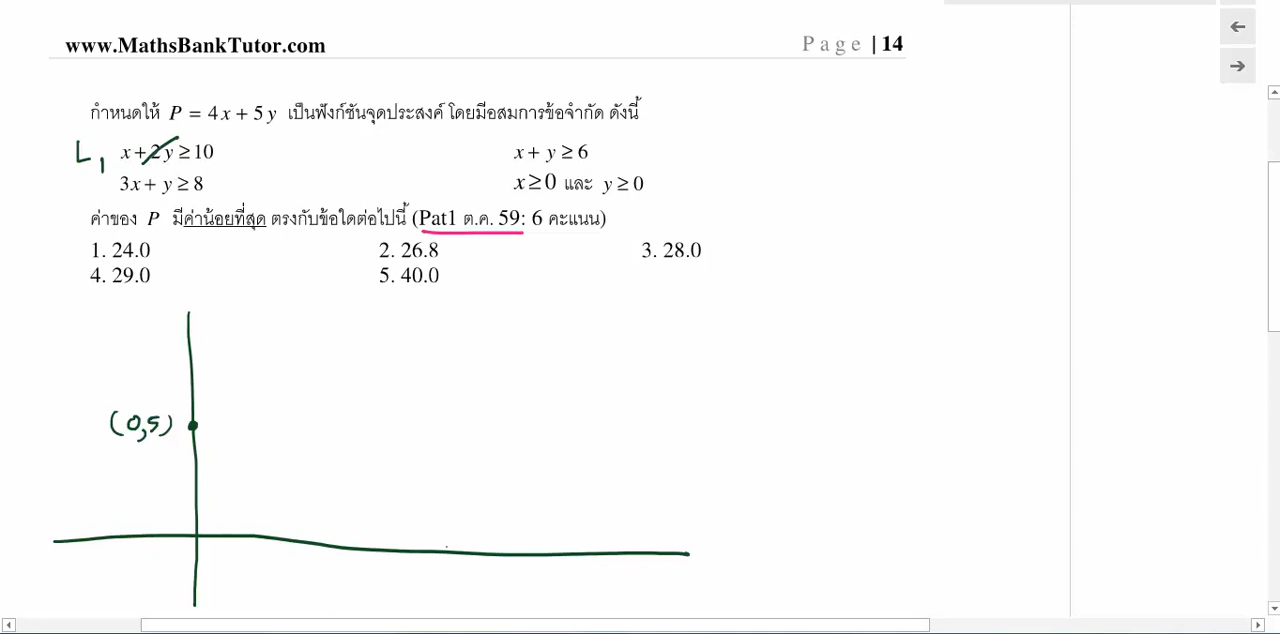 www.MathsBankTutor.com
Page | 14
กำหนดให้ P = 4x + 5y เป็นฟังก์ชันจุดประสงค์ โดยมีอสมการข้อจำกัด ดังนี้
L1 x + 2y ≥ 10 x + y ≥ 6
3x + y ≥ 8 x ≥ 0 และ y ≥ 0
ค่าของ P มีค่าน้อยที่สุด ตรงกับข้อใดต่อไปนี้ (Pat1 ต.ค. 59: 6 คะแนน)
1. 24.0 2. 26.8 3. 28.0
4. 29.0 5. 40.0
(0,5)